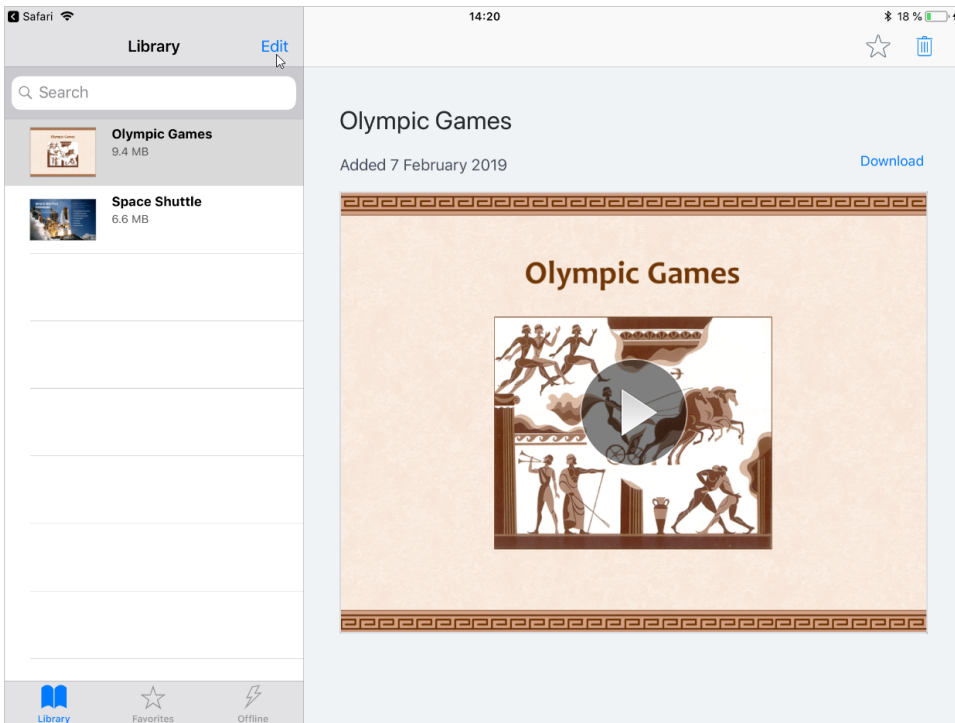 Safari
14:20
18 %
Library
Edit
Search
Olympic Games
9.4 MB
Space Shuttle
6.6 MB
Olympic Games
Added 7 February 2019
Download
Olympic Games
Library
Favorites
Offline